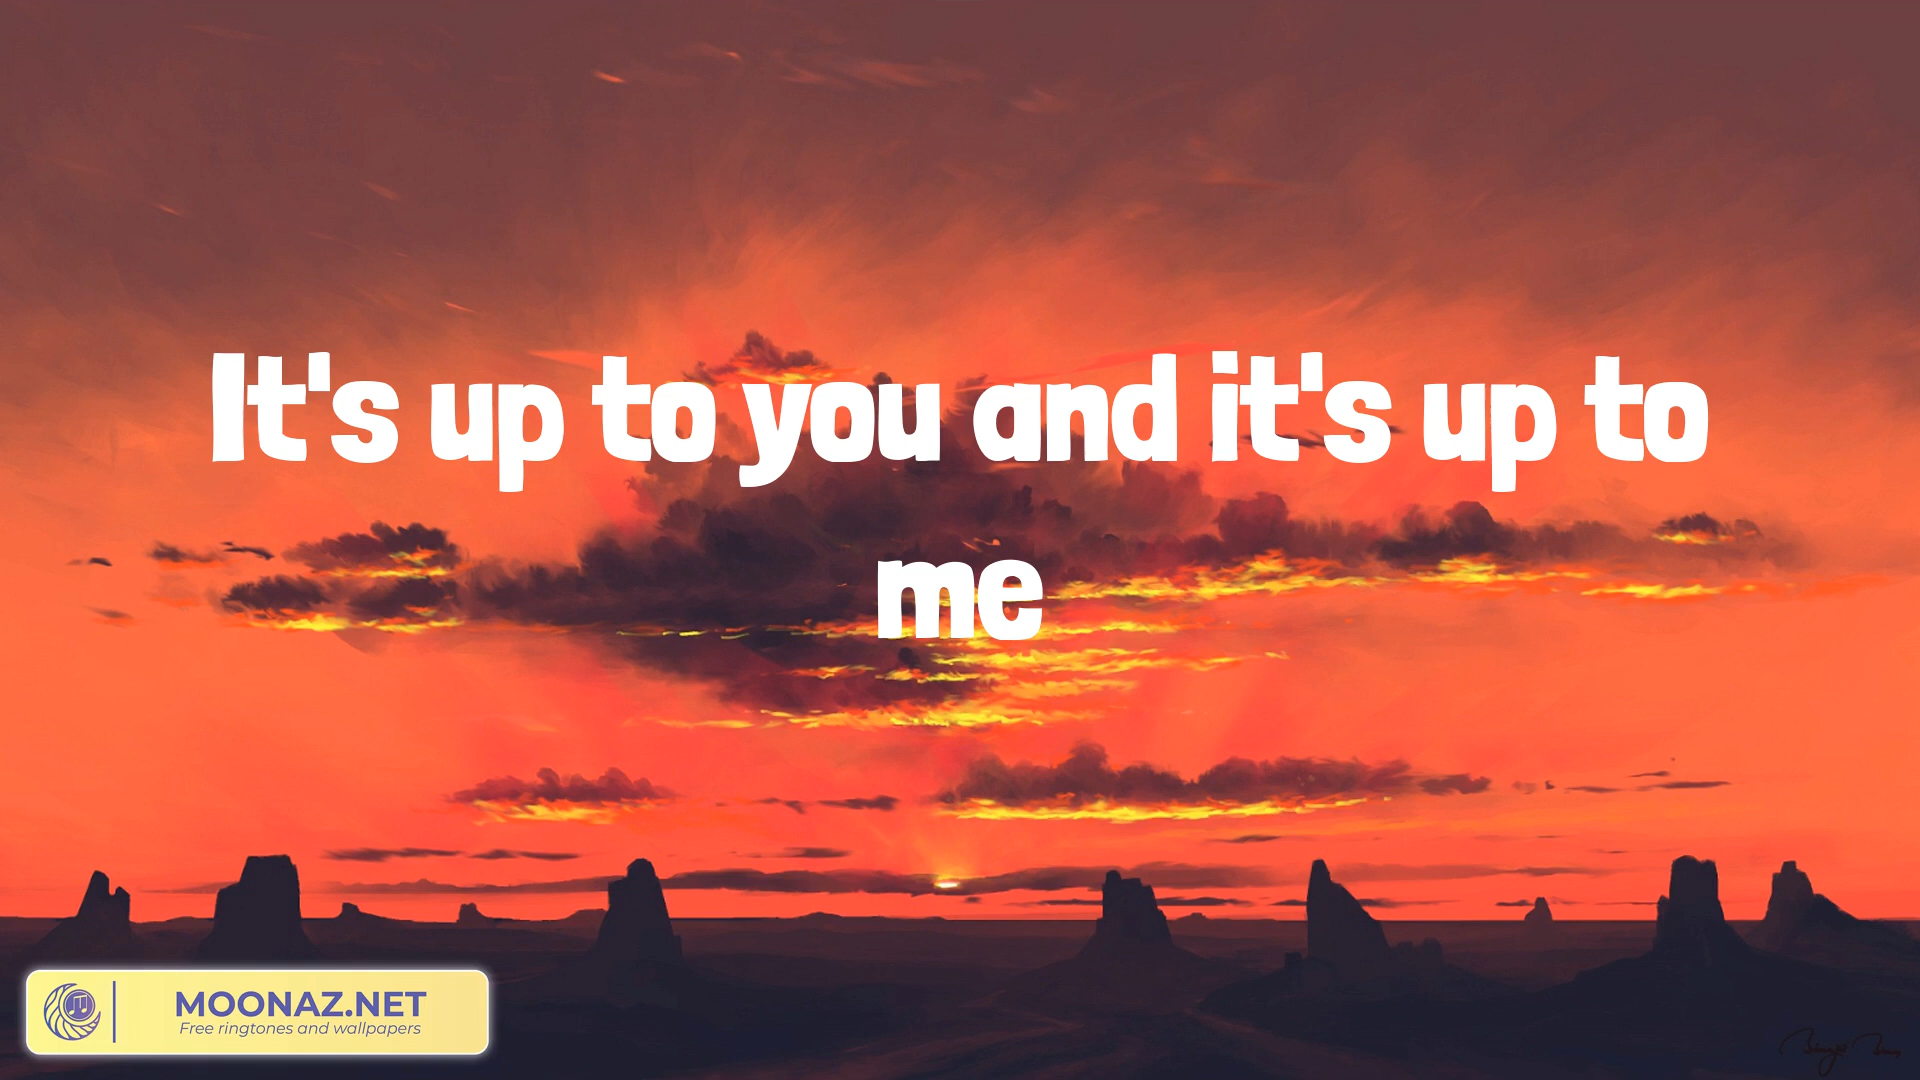 It's up to you and it's up to
me
MOONAZ.NET
Free ringtones and wallpapers